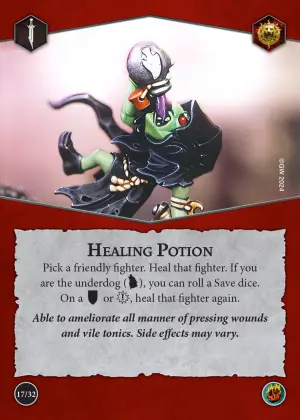 ©GW 2024
HEALING POTION
Pick a friendly fighter. Heal that fighter. If you
are the underdog (), you can roll a Save dice.
On a or , heal that fighter again.
Able to ameliorate all manner of pressing wounds
and vile tonics. Side effects may vary.
17/32